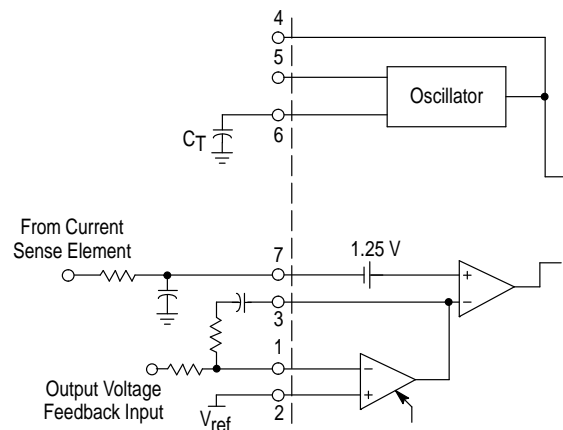 4
5
Oscillator
CT
6
From Current
Sense Element
7
1.25 V
+
−
3
1
−
+
Output Voltage
Feedback Input
Vref
2